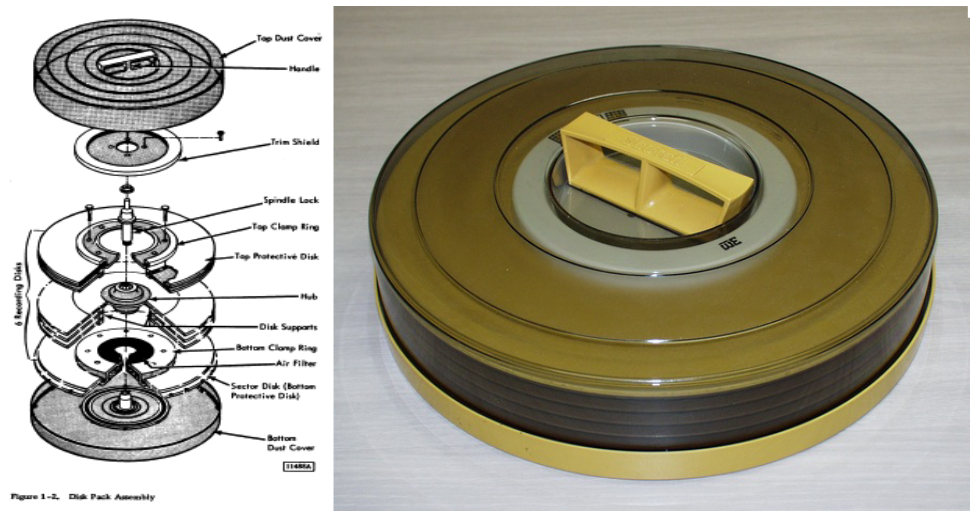 Top Dust Cover
Handle
Trim Shield
Spindle Lock
Top Clamp Ring
Top Protective Disk
6 Recording Disks
Hub
Disk Supports
Bottom Clamp Ring
Air Filter
Sector Disk (Bottom
Protective Disk)
Bottom
Dust Cover
11488A
Figure 1-2. Disk Pack Assembly